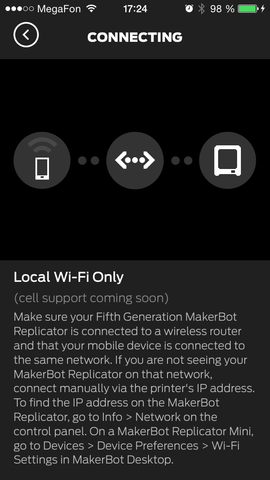 MegaFon 17:24 98 %
CONNECTING
Local Wi-Fi Only
(cell support coming soon)
Make sure your Fifth Generation MakerBot
Replicator is connected to a wireless router
and that your mobile device is connected to
the same network. If you are not seeing your
MakerBot Replicator on that network,
connect manually via the printer's IP address.
To find the IP address on the MakerBot
Replicator, go to Info > Network on the
control panel. On a MakerBot Replicator Mini,
go to Devices > Device Preferences > Wi-Fi
Settings in MakerBot Desktop.